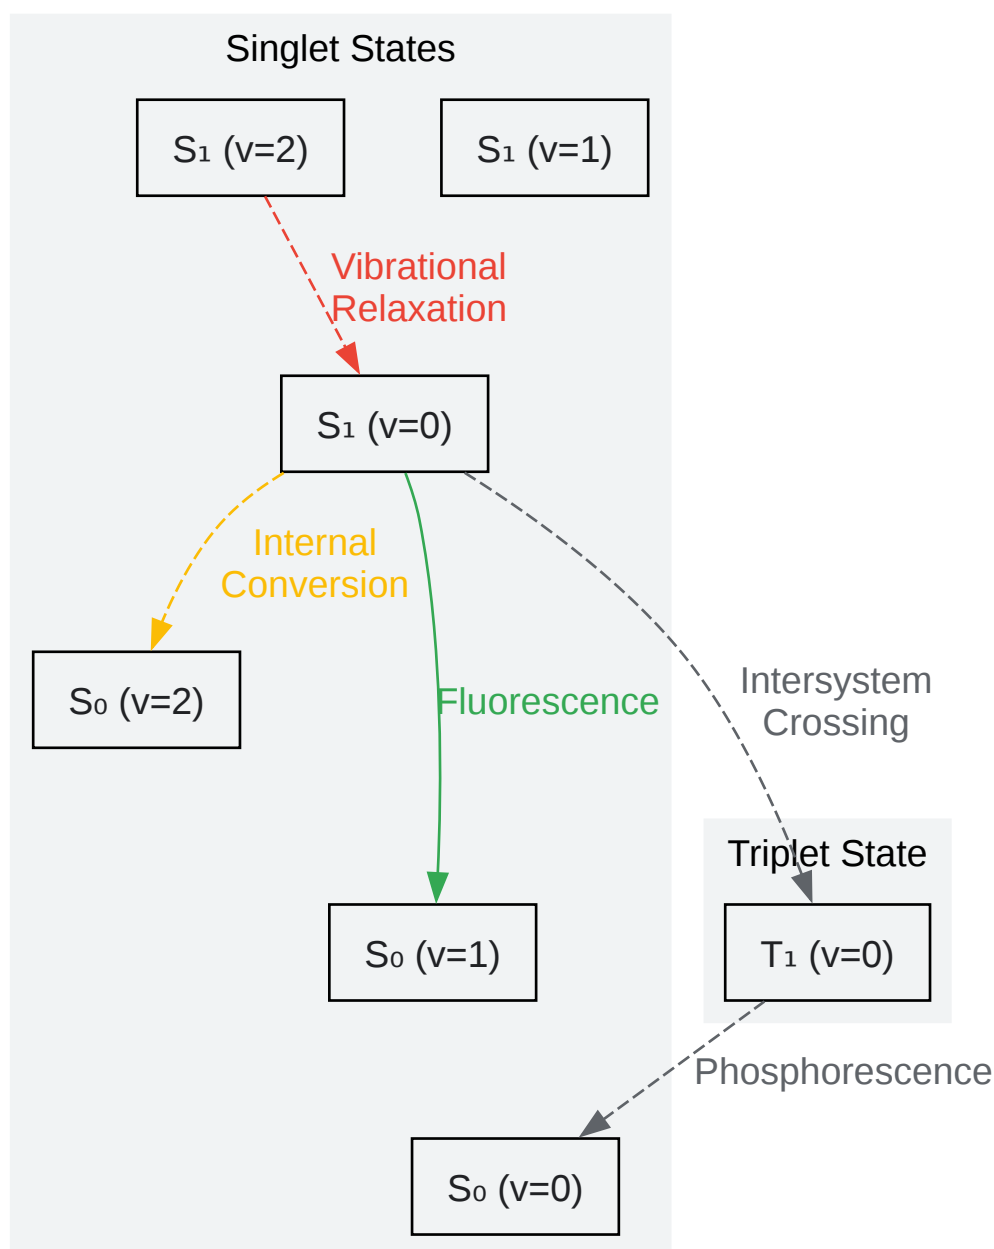 Singlet States
S₁ (v=2)
S₁ (v=1)
Vibrational
Relaxation
S₁ (v=0)
Internal
Conversion
S₀ (v=2)
Fluorescence
Intersystem
Crossing
Triplet State
S₀ (v=1)
T₁ (v=0)
Phosphorescence
S₀ (v=0)